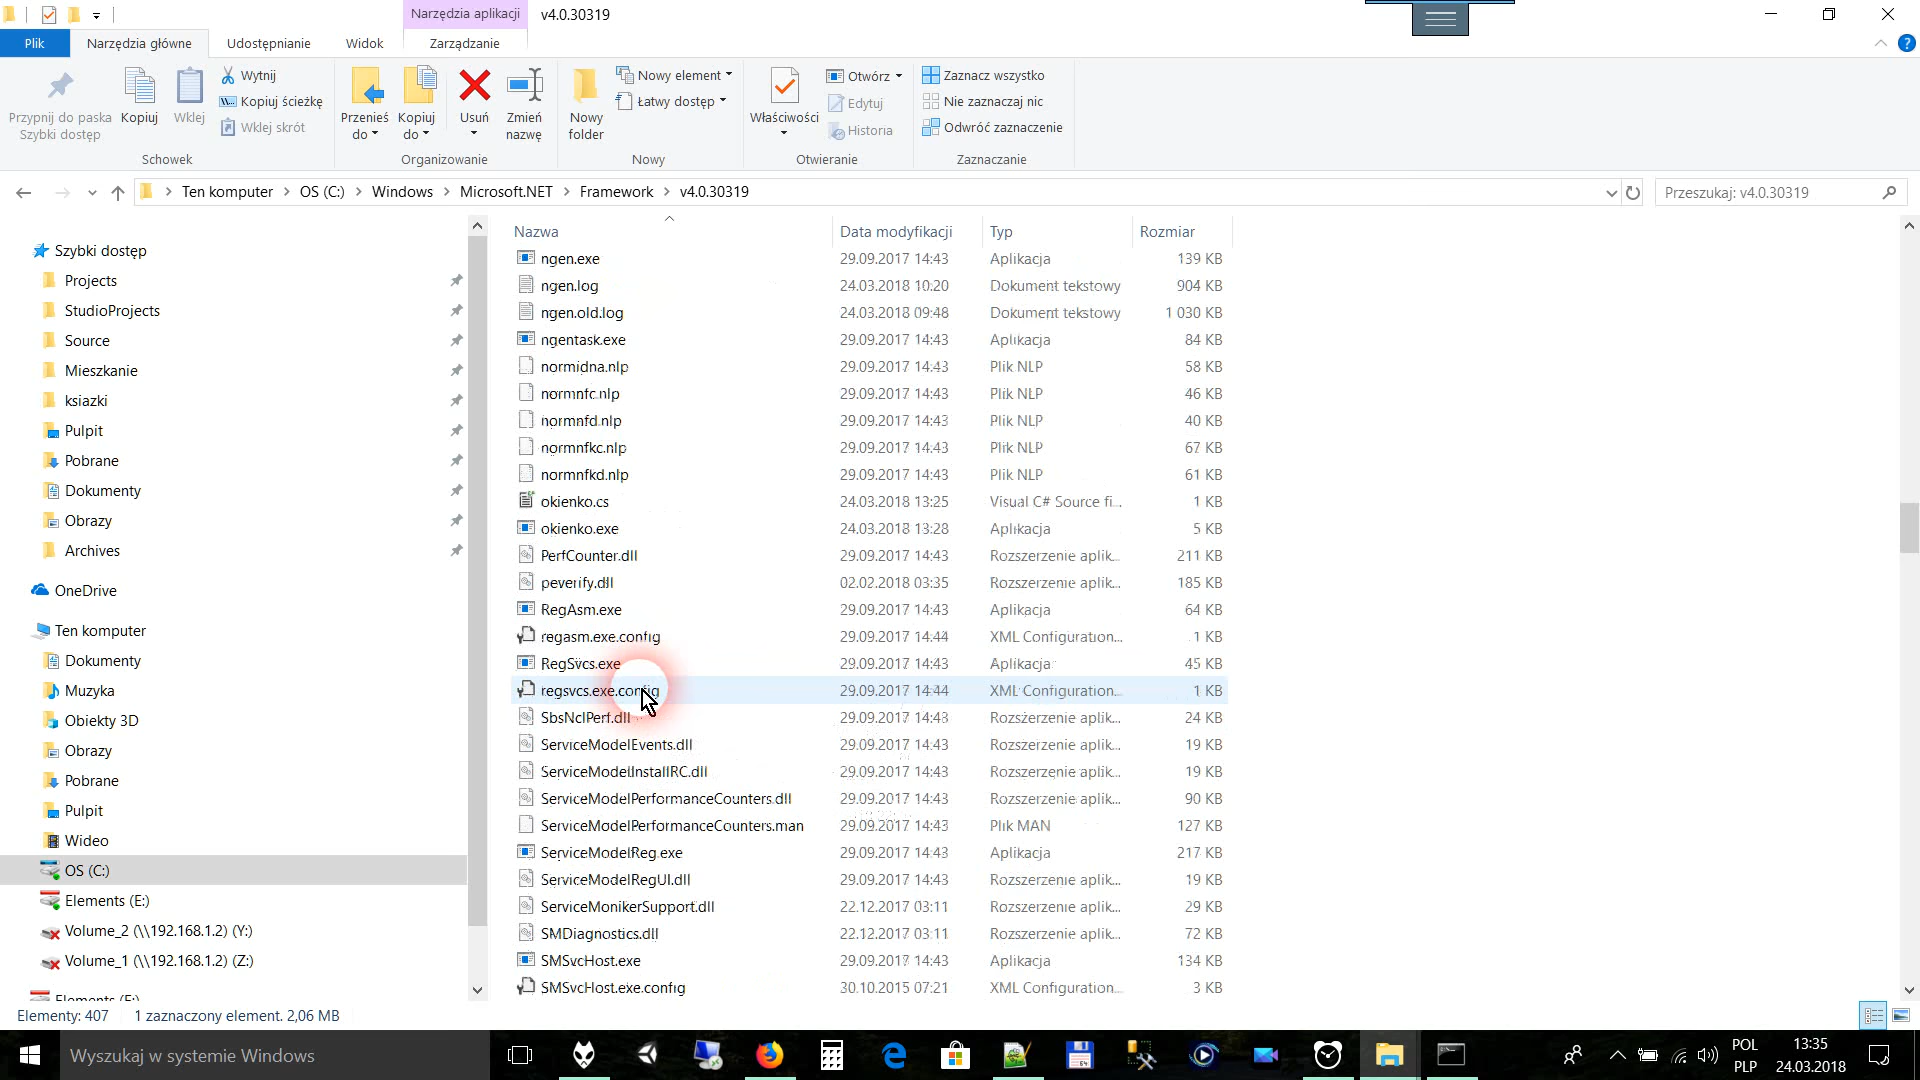 Narzędzia aplikacji v4.0.30319
Plik Narzędzia główne Udostępnianie Widok Zarządzanie
Przypnij do paska Szybki dostęp
Kopiuj
Wklej
Wytnij
Kopiuj ścieżkę
Wklej skrót
Schowek
Przenieś do
Kopiuj do
Usuń
Zmień nazwę
Organizowanie
Nowy folder
Nowy element
Łatwy dostęp
Nowy
Właściwości
Otwórz
Edytuj
Historia
Otwieranie
Zaznacz wszystko
Nie zaznaczaj nic
Odwróć zaznaczenie
Zaznaczanie
Ten komputer > OS (C:) > Windows > Microsoft.NET > Framework > v4.0.30319
Przeszukaj: v4.0.30319
Szybki dostęp
Projects
StudioProjects
Source
Mieszkanie
ksiazki
Pulpit
Pobrane
Dokumenty
Obrazy
Archives
OneDrive
Ten komputer
Dokumenty
Muzyka
Obiekty 3D
Obrazy
Pobrane
Pulpit
Wideo
OS (C:)
Elements (E:)
Volume_2 (\\192.168.1.2) (Y:)
Volume_1 (\\192.168.1.2) (Z:)
Elements (E:)
Nazwa Data modyfikacji Typ Rozmiar
ngen.exe 29.09.2017 14:43 Aplikacja 139 KB
ngen.log 24.03.2018 10:20 Dokument tekstowy 904 KB
ngen.old.log 24.03.2018 09:48 Dokument tekstowy 1 030 KB
ngentask.exe 29.09.2017 14:43 Aplikacja 84 KB
normidna.nlp 29.09.2017 14:43 Plik NLP 58 KB
normnfc.nlp 29.09.2017 14:43 Plik NLP 46 KB
normnfd.nlp 29.09.2017 14:43 Plik NLP 40 KB
normnfkc.nlp 29.09.2017 14:43 Plik NLP 67 KB
normnfkd.nlp 29.09.2017 14:43 Plik NLP 61 KB
okienko.cs 24.03.2018 13:25 Visual C# Source fi... 1 KB
okienko.exe 24.03.2018 13:28 Aplikacja 5 KB
PerfCounter.dll 29.09.2017 14:43 Rozszerzenie aplik... 211 KB
peverify.dll 02.02.2018 03:35 Rozszerzenie aplik... 185 KB
RegAsm.exe 29.09.2017 14:43 Aplikacja 64 KB
regasm.exe.config 29.09.2017 14:44 XML Configuration... 1 KB
RegSvcs.exe 29.09.2017 14:43 Aplikacja 45 KB
regsvcs.exe.config 29.09.2017 14:44 XML Configuration... 1 KB
SbsNclPerf.dll 29.09.2017 14:43 Rozszerzenie aplik... 24 KB
ServiceModelEvents.dll 29.09.2017 14:43 Rozszerzenie aplik... 19 KB
ServiceModelInstallRC.dll 29.09.2017 14:43 Rozszerzenie aplik... 19 KB
ServiceModelPerformanceCounters.dll 29.09.2017 14:43 Rozszerzenie aplik... 90 KB
ServiceModelPerformanceCounters.man 29.09.2017 14:43 Plik MAN 127 KB
ServiceModelReg.exe 29.09.2017 14:43 Aplikacja 217 KB
ServiceModelRegUI.dll 29.09.2017 14:43 Rozszerzenie aplik... 19 KB
ServiceMonikerSupport.dll 22.12.2017 03:11 Rozszerzenie aplik... 29 KB
SMDiagnostics.dll 22.12.2017 03:11 Rozszerzenie aplik... 72 KB
SMSvcHost.exe 29.09.2017 14:43 Aplikacja 134 KB
SMSvcHost.exe.config 30.10.2015 07:21 XML Configuration... 3 KB
Elementy: 407 1 zaznaczony element. 2,06 MB
Wyszukaj w systemie Windows
64
POL
PLP
13:35
24.03.2018